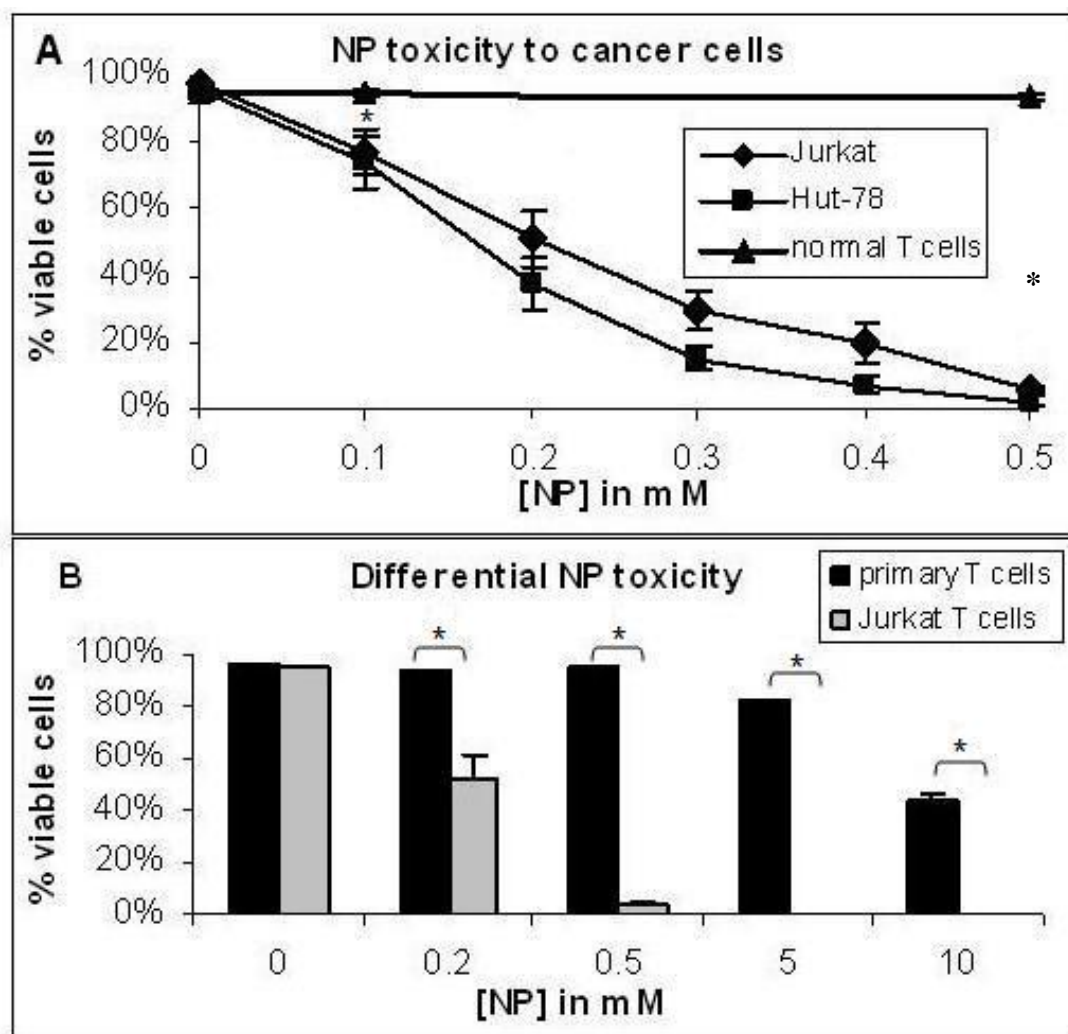 A NP toxicity to cancer cells
100%
80%
60%
40%
20%
0%
% viable cells
*
Jurkat
Hut-78
normal T cells
*
0 0.1 0.2 0.3 0.4 0.5
[NP] in mM
B Differential NP toxicity
primary T cells
Jurkat T cells
100%
80%
60%
40%
20%
0%
% viable cells
* * * *
0 0.2 0.5 5 10
[NP] in mM